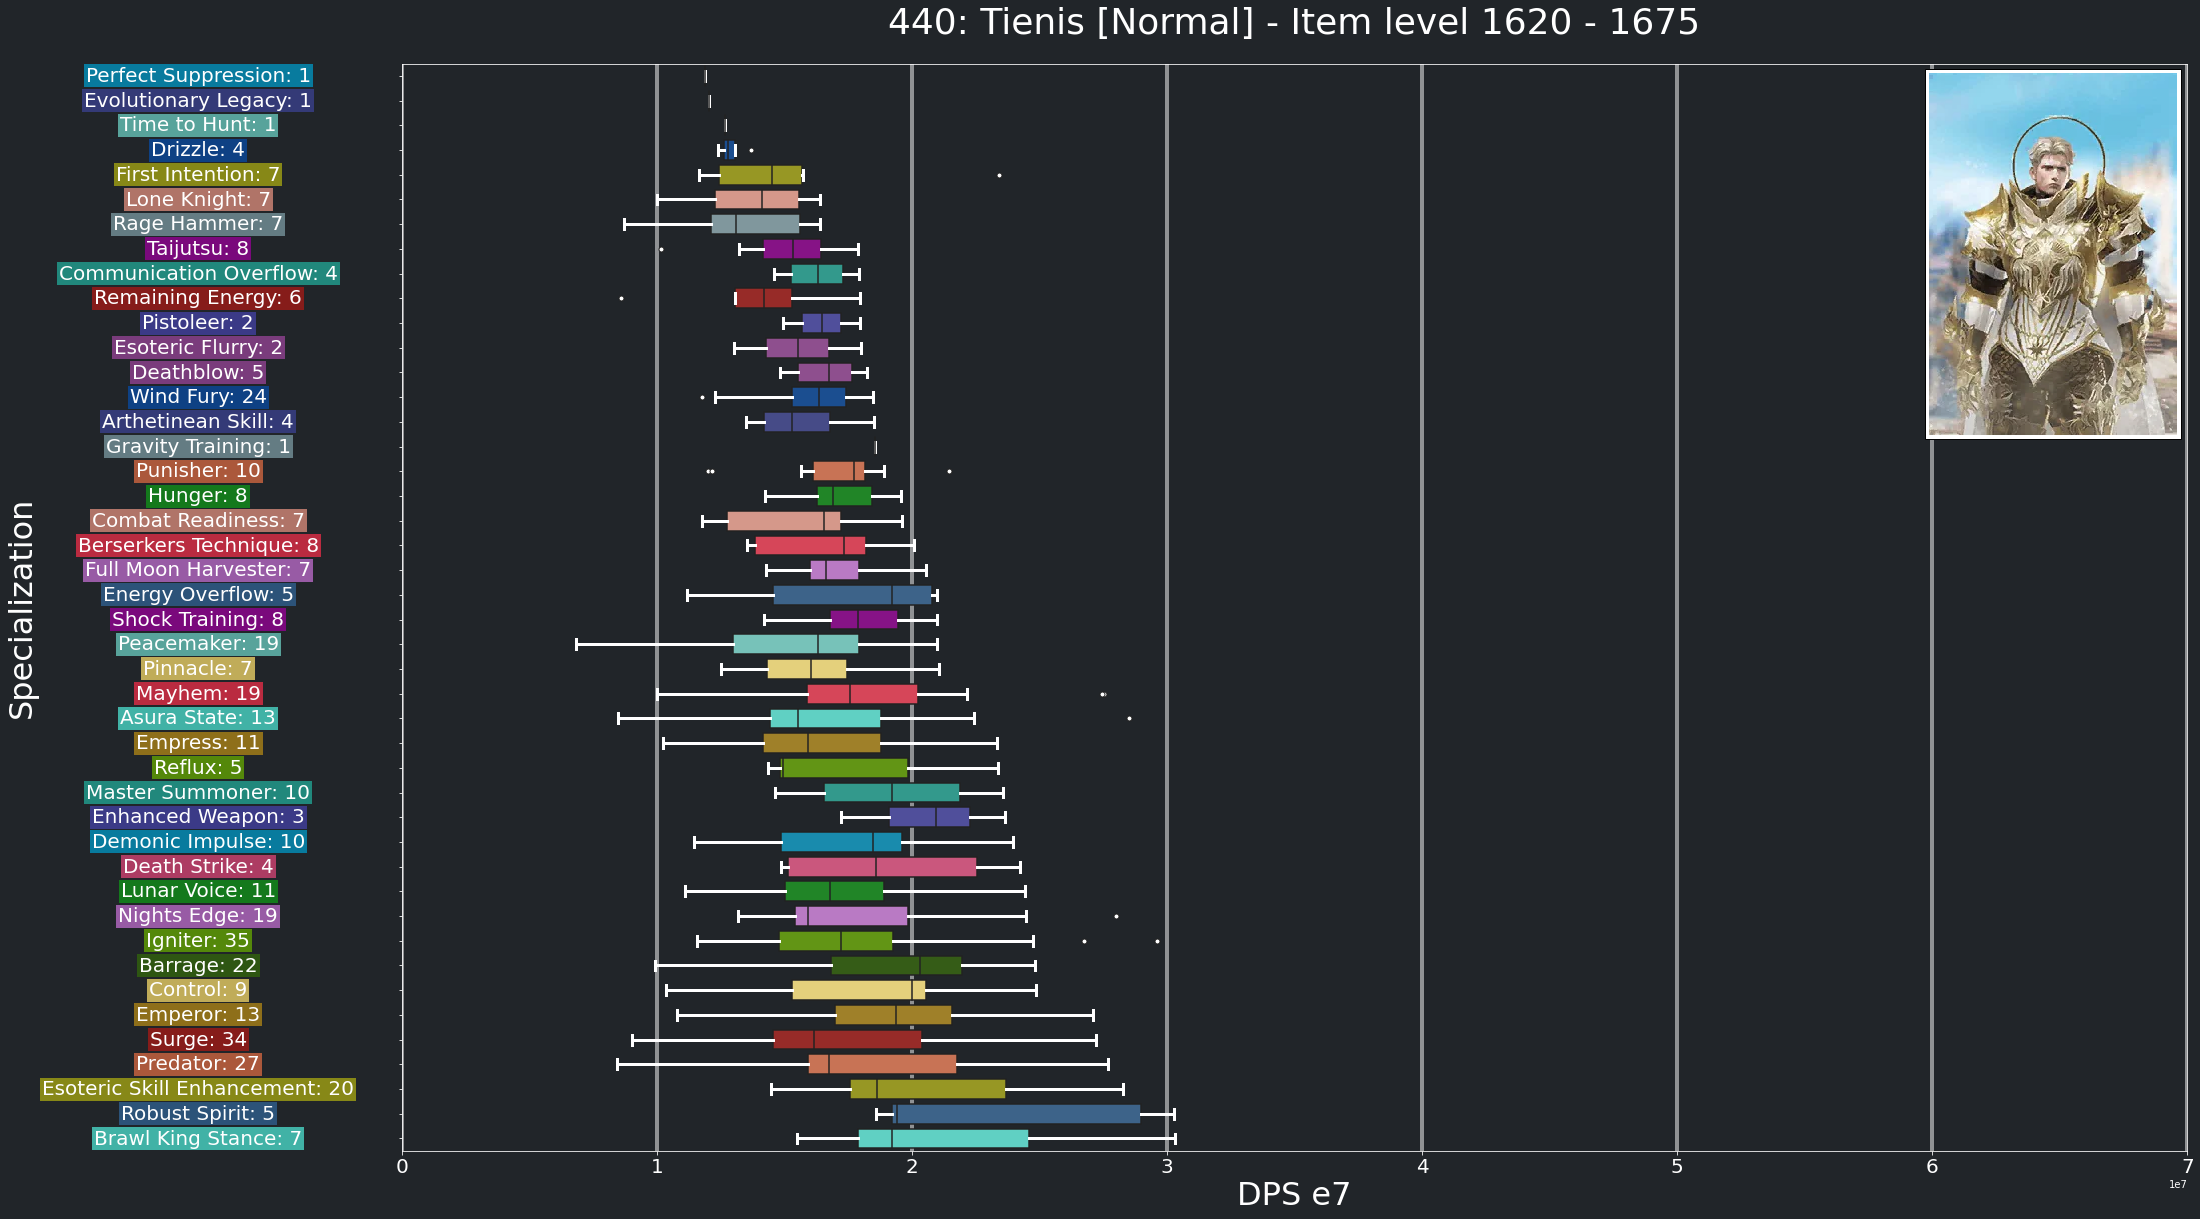 440: Tienis [Normal] - Item level 1620 - 1675
Specialization
Perfect Suppression: 1
Evolutionary Legacy: 1
Time to Hunt: 1
Drizzle: 4
First Intention: 7
Lone Knight: 7
Rage Hammer: 7
Taijutsu: 8
Communication Overflow: 4
Remaining Energy: 6
Pistoleer: 2
Esoteric Flurry: 2
Deathblow: 5
Wind Fury: 24
Arthetinean Skill: 4
Gravity Training: 1
Punisher: 10
Hunger: 8
Combat Readiness: 7
Berserkers Technique: 8
Full Moon Harvester: 7
Energy Overflow: 5
Shock Training: 8
Peacemaker: 19
Pinnacle: 7
Mayhem: 19
Asura State: 13
Empress: 11
Reflux: 5
Master Summoner: 10
Enhanced Weapon: 3
Demonic Impulse: 10
Death Strike: 4
Lunar Voice: 11
Nights Edge: 19
Igniter: 35
Barrage: 22
Control: 9
Emperor: 13
Surge: 34
Predator: 27
Esoteric Skill Enhancement: 20
Robust Spirit: 5
Brawl King Stance: 7
0 1 2 3 4 5 6 7
1e7
DPS e7